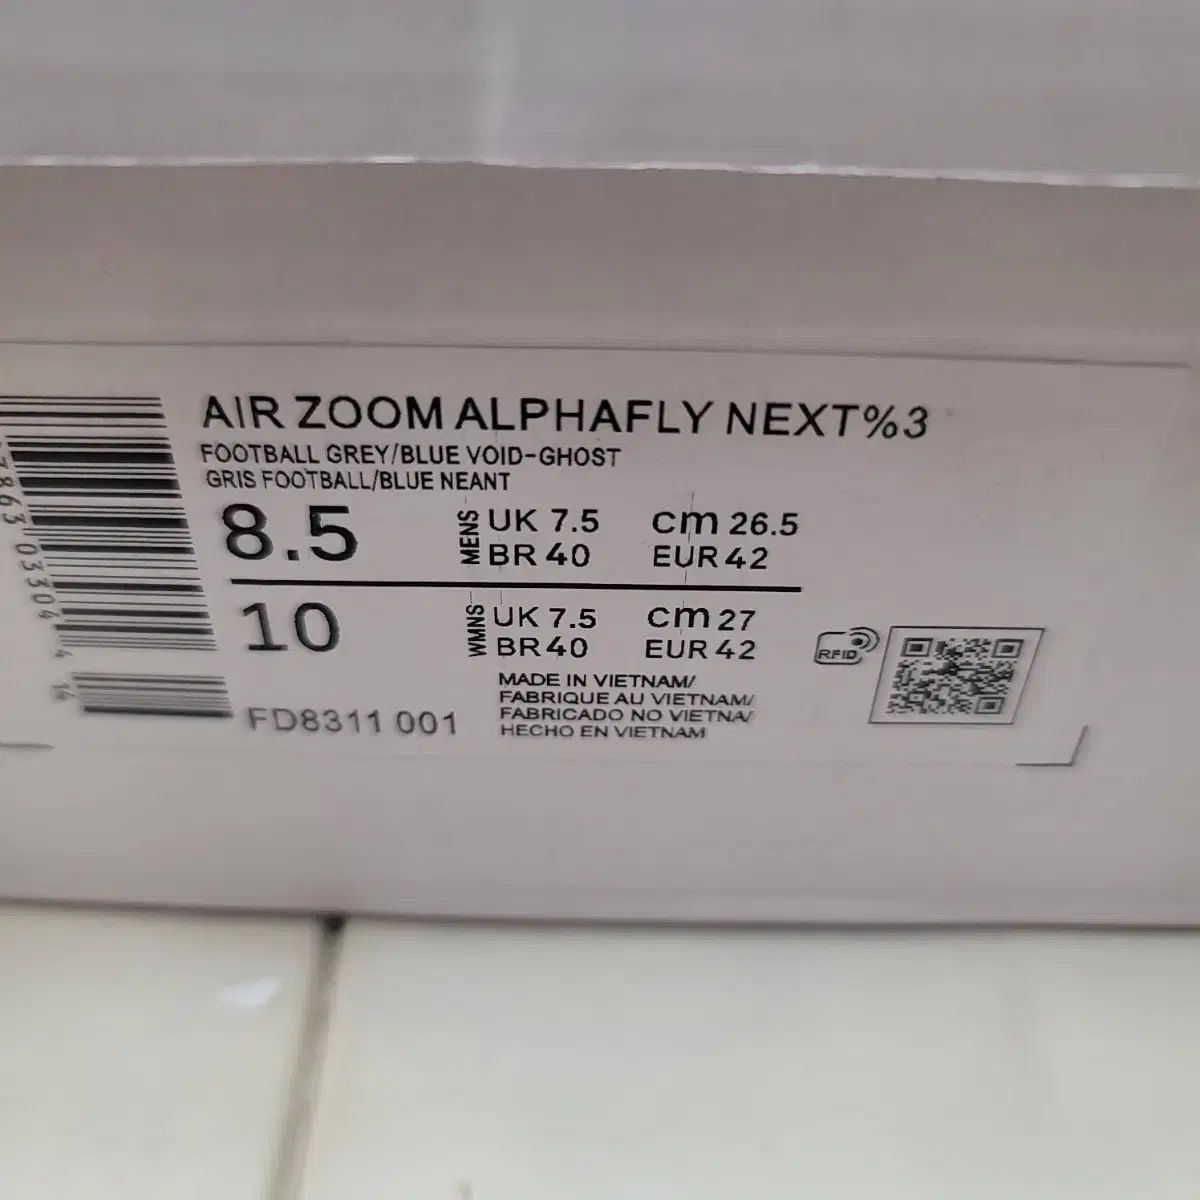 AIR ZOOM ALPHAFLY NEXT%3
FOOTBALL GREY/BLUE VOID-GHOST
GRIS FOOTBALL/BLUE NEANT
8.5
MENS
UK 7.5 cm 26.5
BR 40 EUR 42
10
WMNS
UK 7.5 cm 27
BR 40 EUR 42
MADE IN VIETNAM/
FABRIQUE AU VIETNAM/
FABRICADO NO VIETNA/
HECHO EN VIETNAM
FD8311 001
RFID